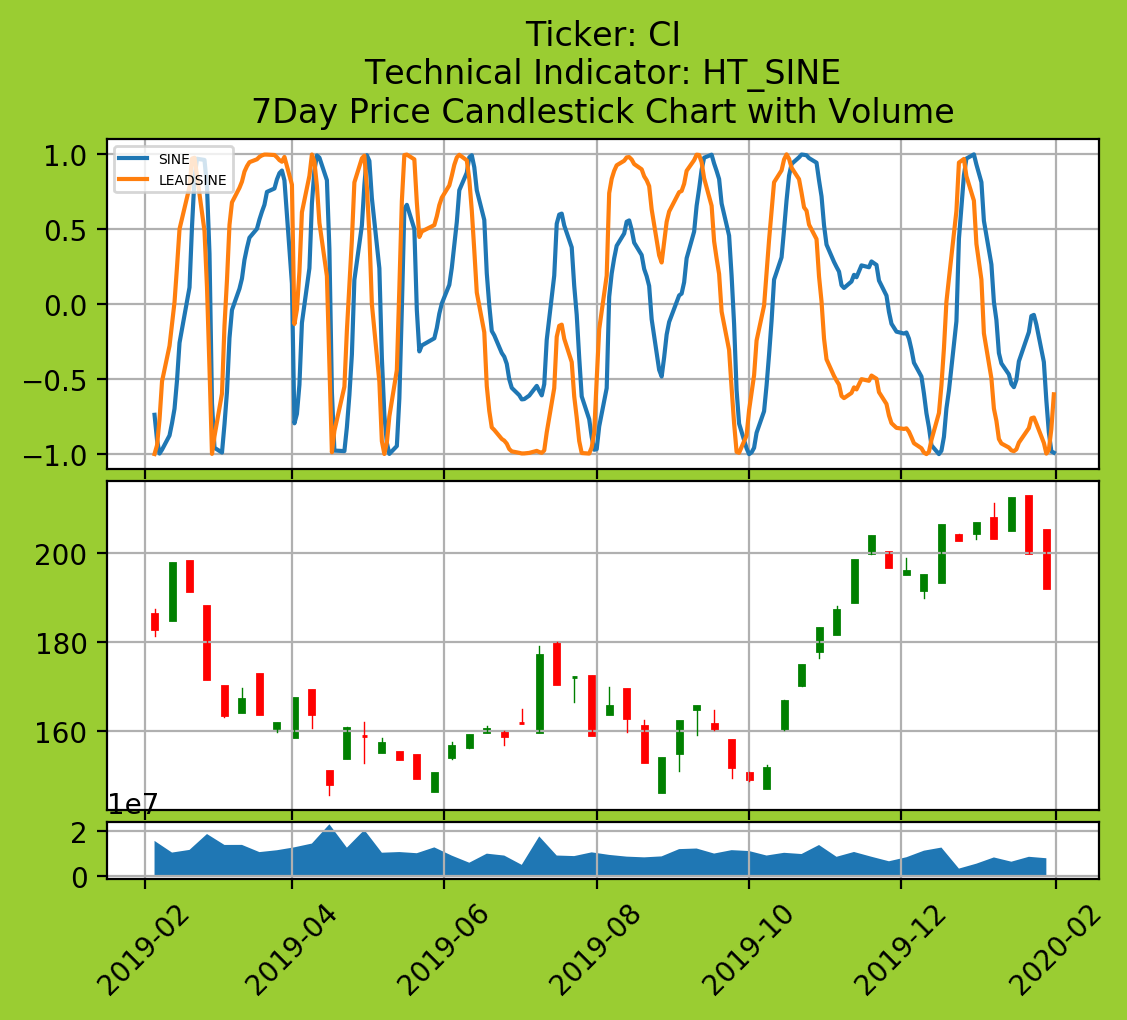 Ticker: CI
Technical Indicator: HT_SINE
7Day Price Candlestick Chart with Volume
SINE
LEADSINE
1.0
0.5
0.0
−0.5
−1.0
200
180
160
1e7
2
0
2019-02
2019-04
2019-06
2019-08
2019-10
2019-12
2020-02